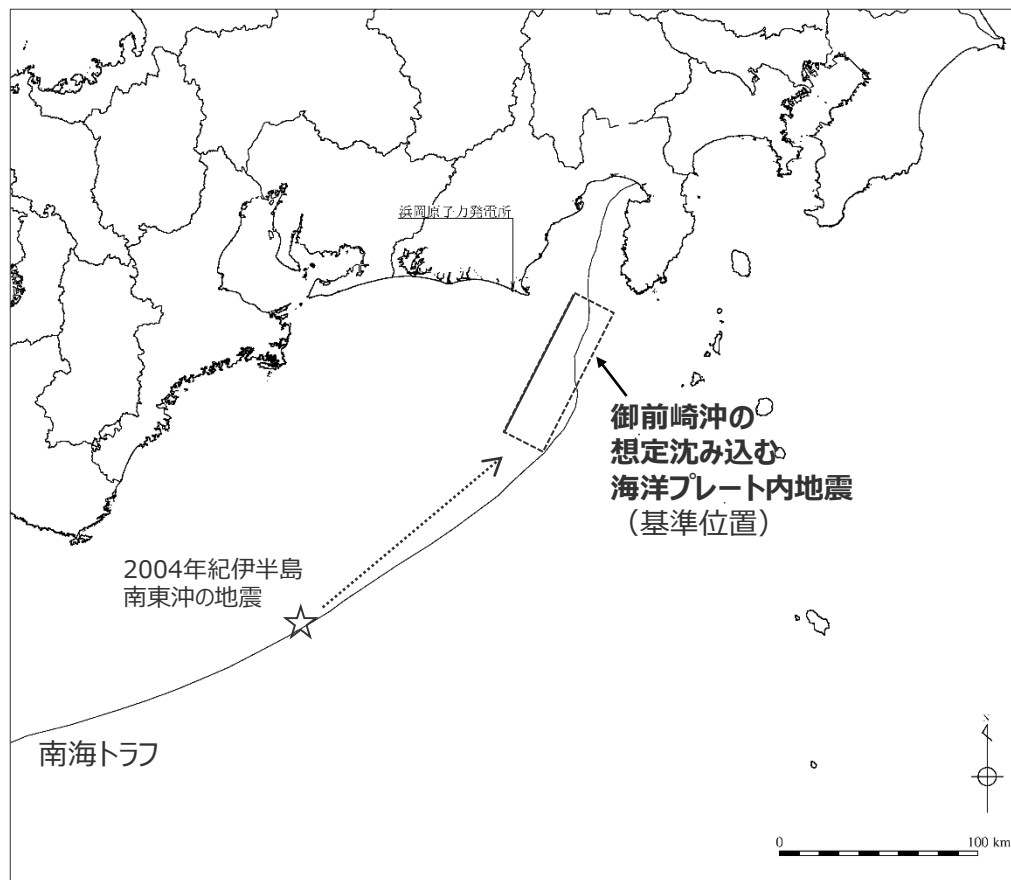 浜岡原子力発電所
御前崎沖の
想定沈み込む
海洋プレート内地震
（基準位置）
2004年紀伊半島
南東沖の地震
南海トラフ
N
0 100 km